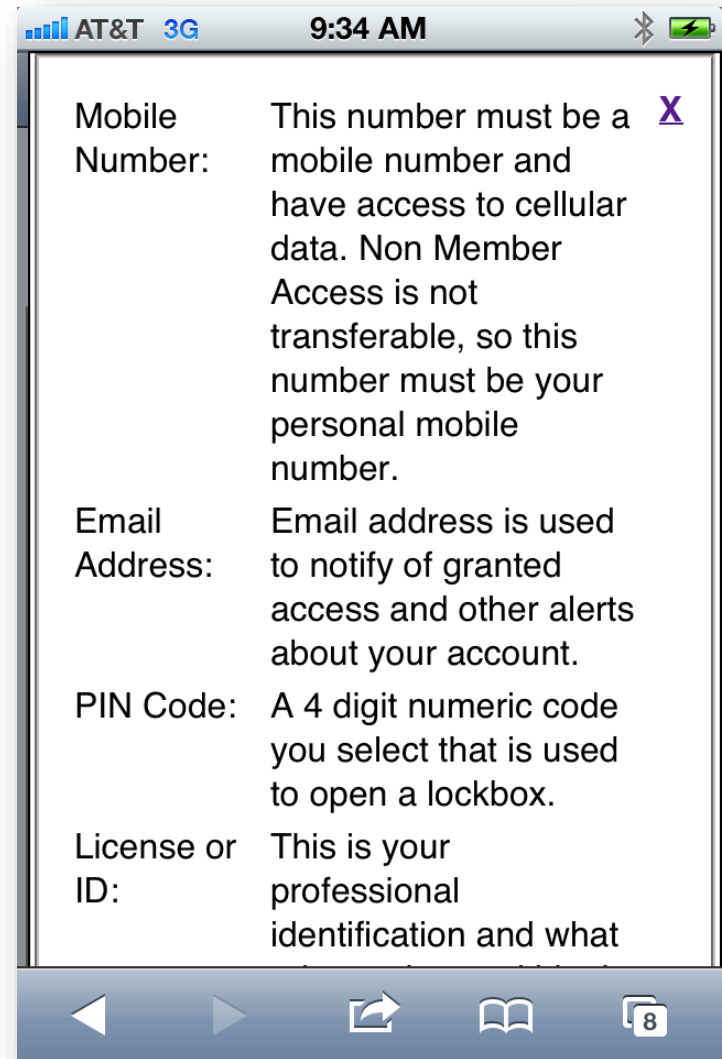 AT&T 3G 9:34 AM
X
Mobile Number: This number must be a
mobile number and
have access to cellular
data. Non Member
Access is not
transferable, so this
number must be your
personal mobile
number.
Email Address: Email address is used
to notify of granted
access and other alerts
about your account.
PIN Code: A 4 digit numeric code
you select that is used
to open a lockbox.
License or ID: This is your
professional
identification and what
8